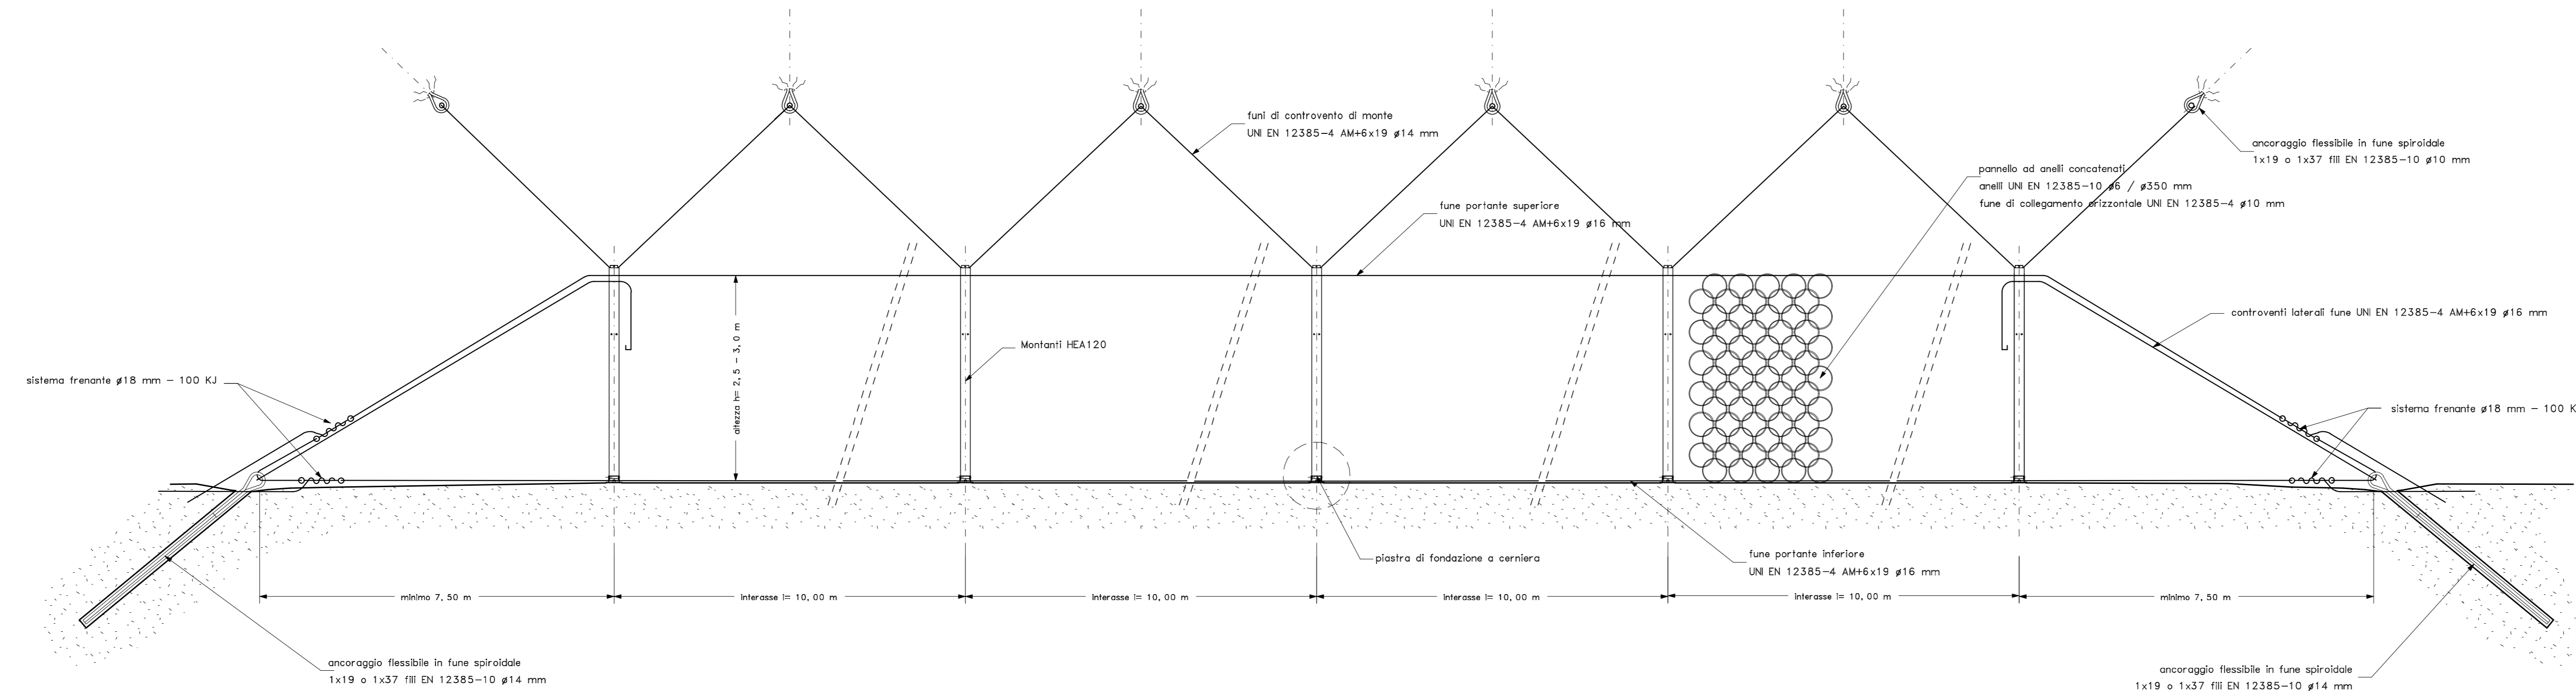 funi di controvento di monte
UNI EN 12385-4 AM+6x19 ø14 mm
ancoraggio flessibile in fune spiroidale
1x19 o 1x37 fili EN 12385-10 ø10 mm
pannello ad anelli concatenati
anelli UNI EN 12385-10 ø6 / ø350 mm
fune di collegamento orizzontale UNI EN 12385-4 ø10 mm
fune portante superiore
UNI EN 12385-4 AM+6x19 ø16 mm
controventi laterali fune UNI EN 12385-4 AM+6x19 ø16 mm
Montanti HEA120
altezza h= 2,5 - 3,0 m
sistema frenante ø18 mm - 100 KJ
sistema frenante ø18 mm - 100 K
piastra di fondazione a cerniera
fune portante inferiore
UNI EN 12385-4 AM+6x19 ø16 mm
minimo 7,50 m
interasse i= 10,00 m
interasse i= 10,00 m
interasse i= 10,00 m
interasse i= 10,00 m
minimo 7,50 m
ancoraggio flessibile in fune spiroidale
1x19 o 1x37 fili EN 12385-10 ø14 mm
ancoraggio flessibile in fune spiroidale
1x19 o 1x37 fili EN 12385-10 ø14 mm